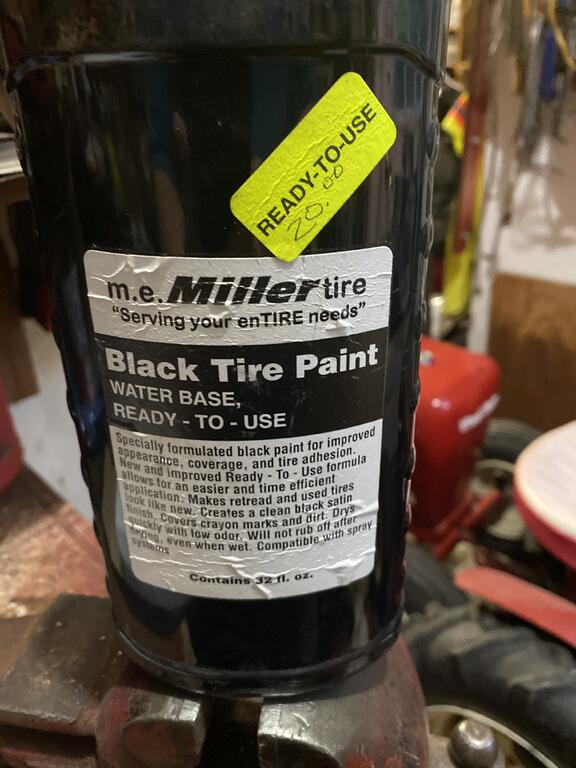 READY-TO-USE
20.00
m.e. Miller tire
"Serving your enTIRE needs"
Black Tire Paint
WATER BASE,
READY - TO - USE
Specially formulated black paint for improved
appearance, coverage, and tire adhesion.
New and improved Ready - To - Use formula
allows for an easier and time efficient
application. Makes retread and used tires
look like new. Creates a clean black satin
finish. Covers crayon marks and dirt. Drys
quickly with low odor. Will not rub off after
drying, even when wet. Compatible with spray
systems
Contains 32 fl. oz.